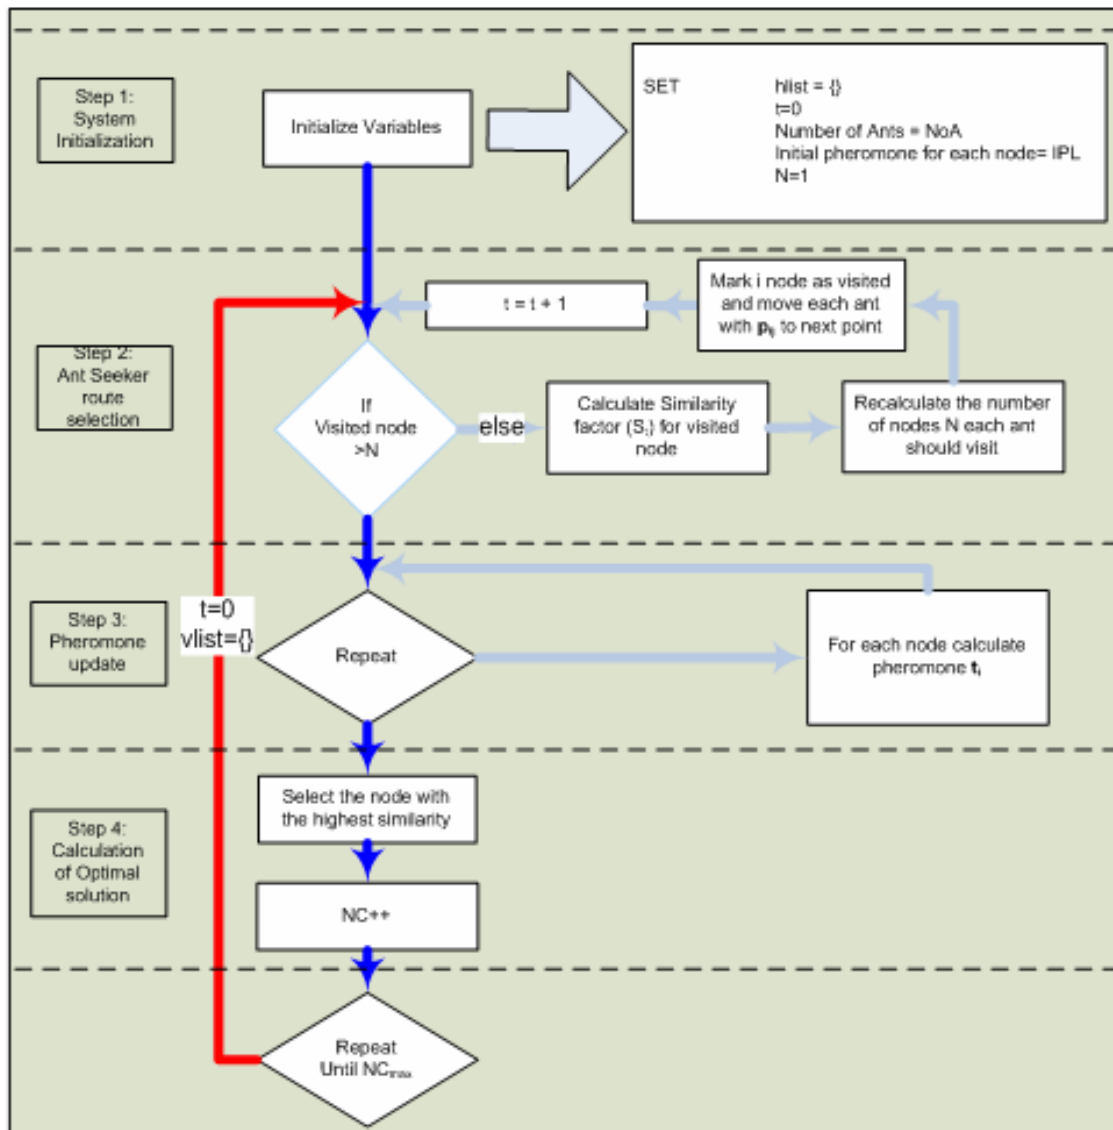 Step 1:
System
Initialization
Initialize Variables
SET hlist = {}
t=0
Number of Ants = NoA
Initial pheromone for each node= IPL
N=1
Step 2:
Ant Seeker
route
selection
t = t + 1
Mark i node as visited
and move each ant
with pij to next point
If
Visited node
>N
else
Calculate Similarity
factor (Si) for visited
node
Recalculate the number
of nodes N each ant
should visit
Step 3:
Pheromone
update
t=0
vlist={}
Repeat
For each node calculate
pheromone ti
Step 4:
Calculation
of Optimal
solution
Select the node with
the highest similarity
NC++
Repeat
Until NCmax